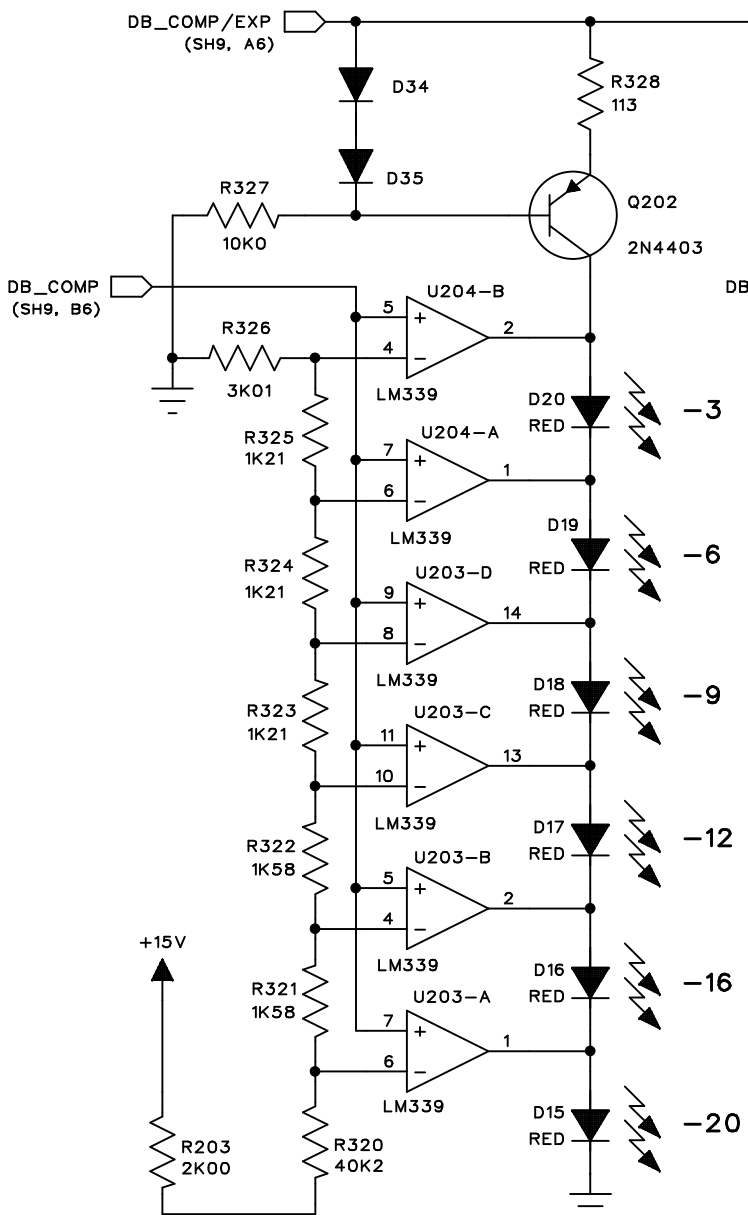 DB_COMP/EXP
(SH9, A6)
D34
R328
113
D35
R327
10K0
Q202
2N4403
DB_COMP
(SH9, B6)
DB
U204-B
5
+
2
4
−
LM339
R326
3K01
D20
RED
-3
R325
1K21
U204-A
7
+
1
6
−
LM339
D19
RED
-6
R324
1K21
U203-D
9
+
14
8
−
LM339
D18
RED
-9
R323
1K21
U203-C
11
+
13
10
−
LM339
D17
RED
-12
R322
1K58
U203-B
5
+
2
4
−
LM339
D16
RED
-16
+15V
R321
1K58
U203-A
7
+
1
6
−
LM339
D15
RED
-20
R203
2K00
R320
40K2